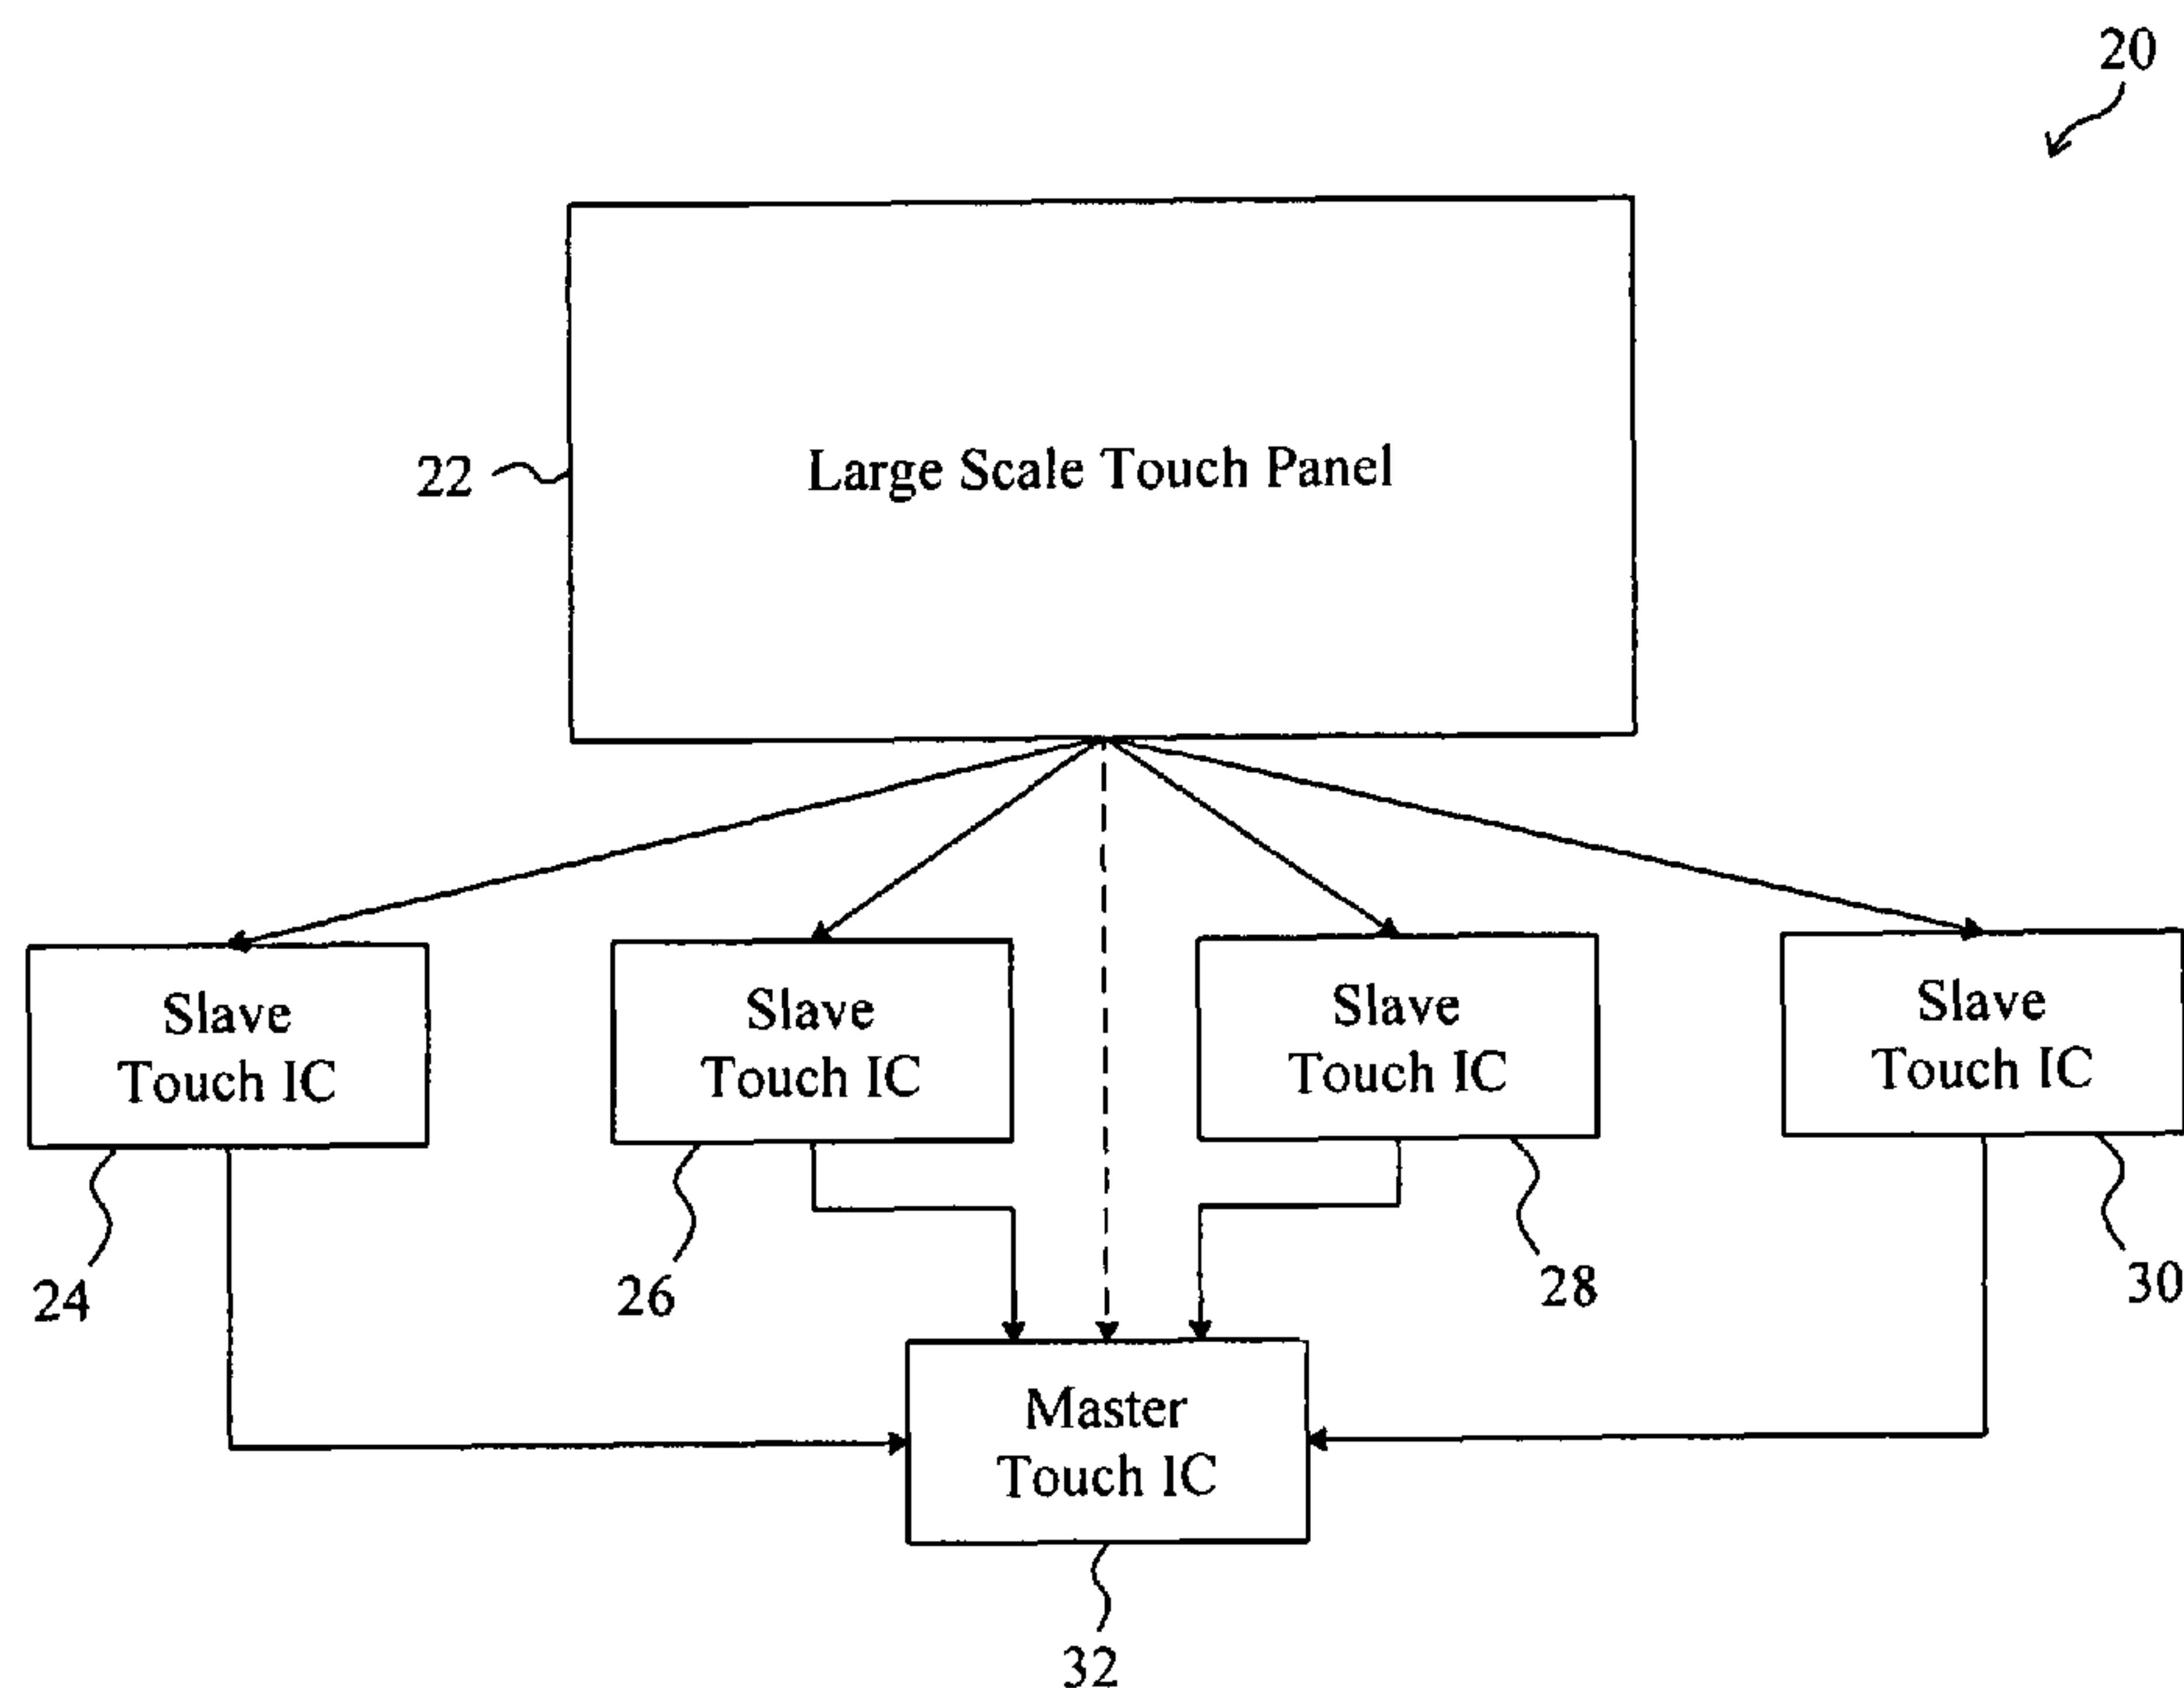 20
22
Large Scale Touch Panel
Slave
Touch IC
Slave
Touch IC
Slave
Touch IC
Slave
Touch IC
24
26
28
30
Master
Touch IC
32